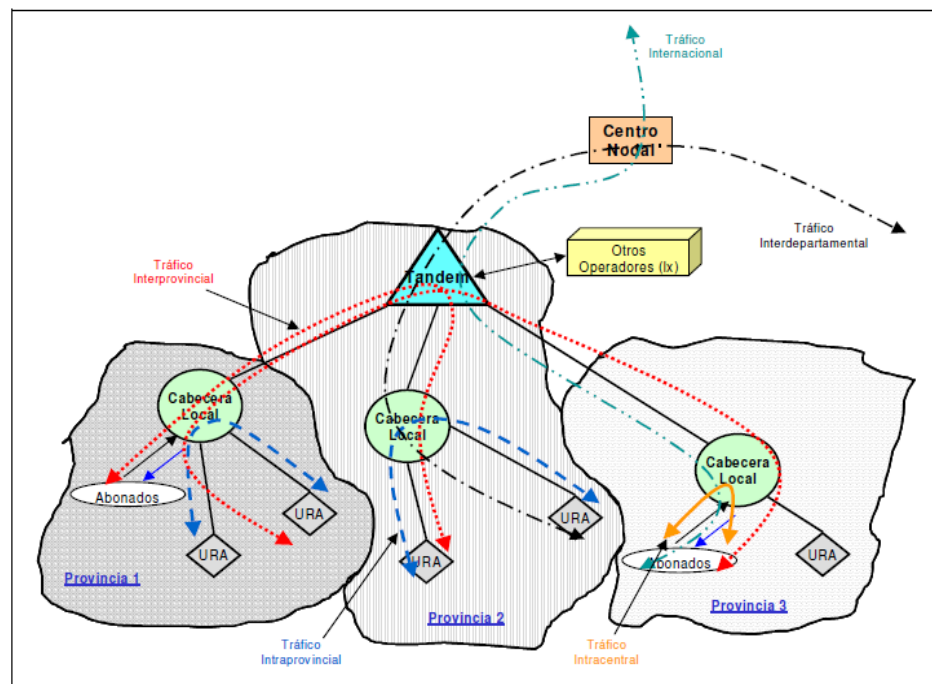 Tráfico
Internacional
Centro
Nodal
Tráfico
Interdepartamental
Otros
Operadores (Ix)
Tandem
Tráfico
Interprovincial
Cabecera
Local
Abonados
URA
URA
Provincia 1
Cabecera
Local
URA
URA
Provincia 2
Cabecera
Local
Abonados
URA
Provincia 3
Tráfico
Intraprovincial
Tráfico
Intracentral